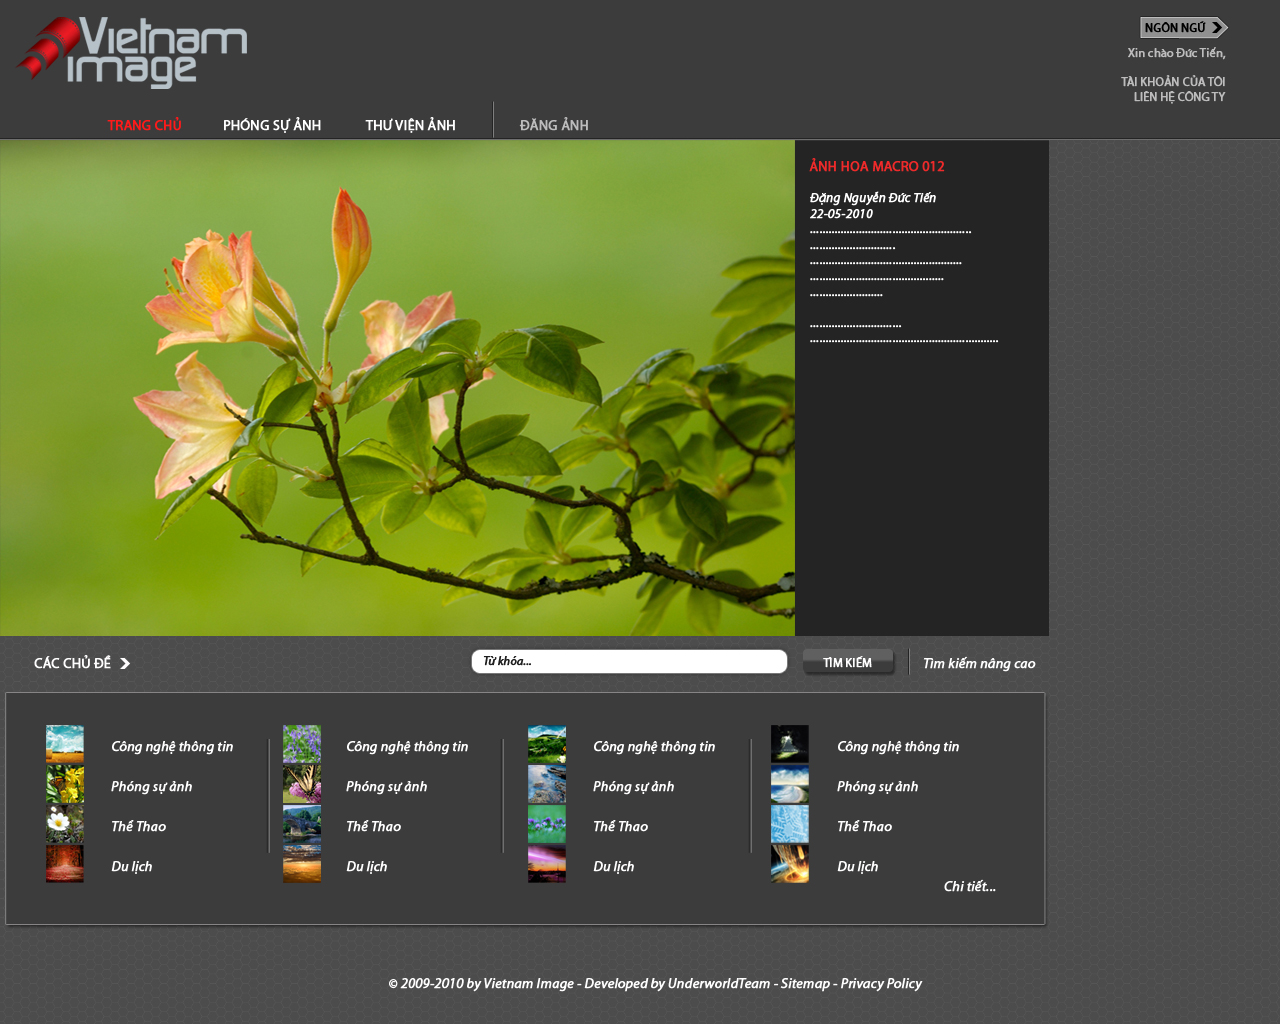 Vietnam
image
NGÔN NGỮ
Xin chào Đức Tiến,
TÀI KHOẢN CỦA TÔI
LIÊN HỆ CÔNG TY
TRANG CHỦ
PHÓNG SỰ ẢNH
THƯ VIỆN ẢNH
ĐĂNG ẢNH
ẢNH HOA MACRO 012
Đặng Nguyễn Đức Tiến
22-05-2010
.....................................................
............................
.................................................
............................................
........................
..............................
..............................................................
CÁC CHỦ ĐỀ
Từ khóa...
TÌM KIẾM
Tìm kiếm nâng cao
Công nghệ thông tin
Phóng sự ảnh
Thể Thao
Du lịch
Công nghệ thông tin
Phóng sự ảnh
Thể Thao
Du lịch
Công nghệ thông tin
Phóng sự ảnh
Thể Thao
Du lịch
Công nghệ thông tin
Phóng sự ảnh
Thể Thao
Du lịch
Chi tiết...
© 2009-2010 by Vietnam Image - Developed by UnderworldTeam - Sitemap - Privacy Policy